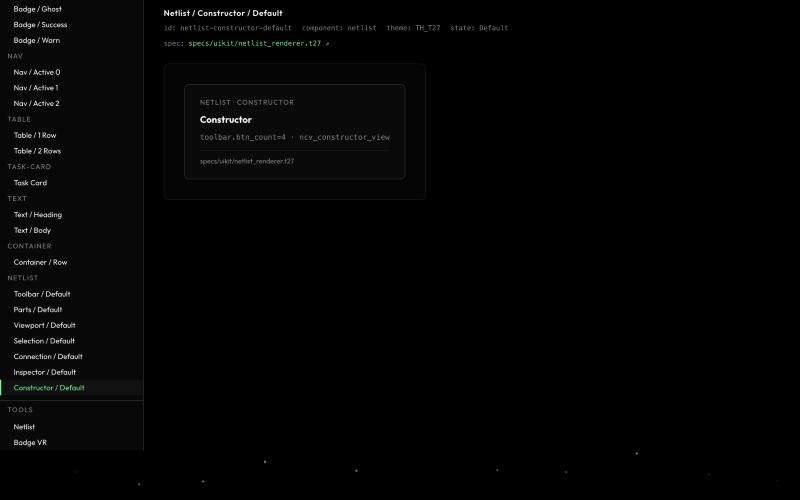 Badge / Ghost
Badge / Success
Badge / Warn
NAV
Nav / Active 0
Nav / Active 1
Nav / Active 2
TABLE
Table / 1 Row
Table / 2 Rows
TASK-CARD
Task Card
TEXT
Text / Heading
Text / Body
CONTAINER
Container / Row
NETLIST
Toolbar / Default
Parts / Default
Viewport / Default
Selection / Default
Connection / Default
Inspector / Default
Constructor / Default
TOOLS
Netlist
Badge VR
Netlist / Constructor / Default
id: netlist-constructor-default component: netlist theme: TH_T27 state: Default
spec: specs/uikit/netlist_renderer.t27 ↗
NETLIST · CONSTRUCTOR
Constructor
toolbar.btn_count=4 · ncv_constructor_view
specs/uikit/netlist_renderer.t27